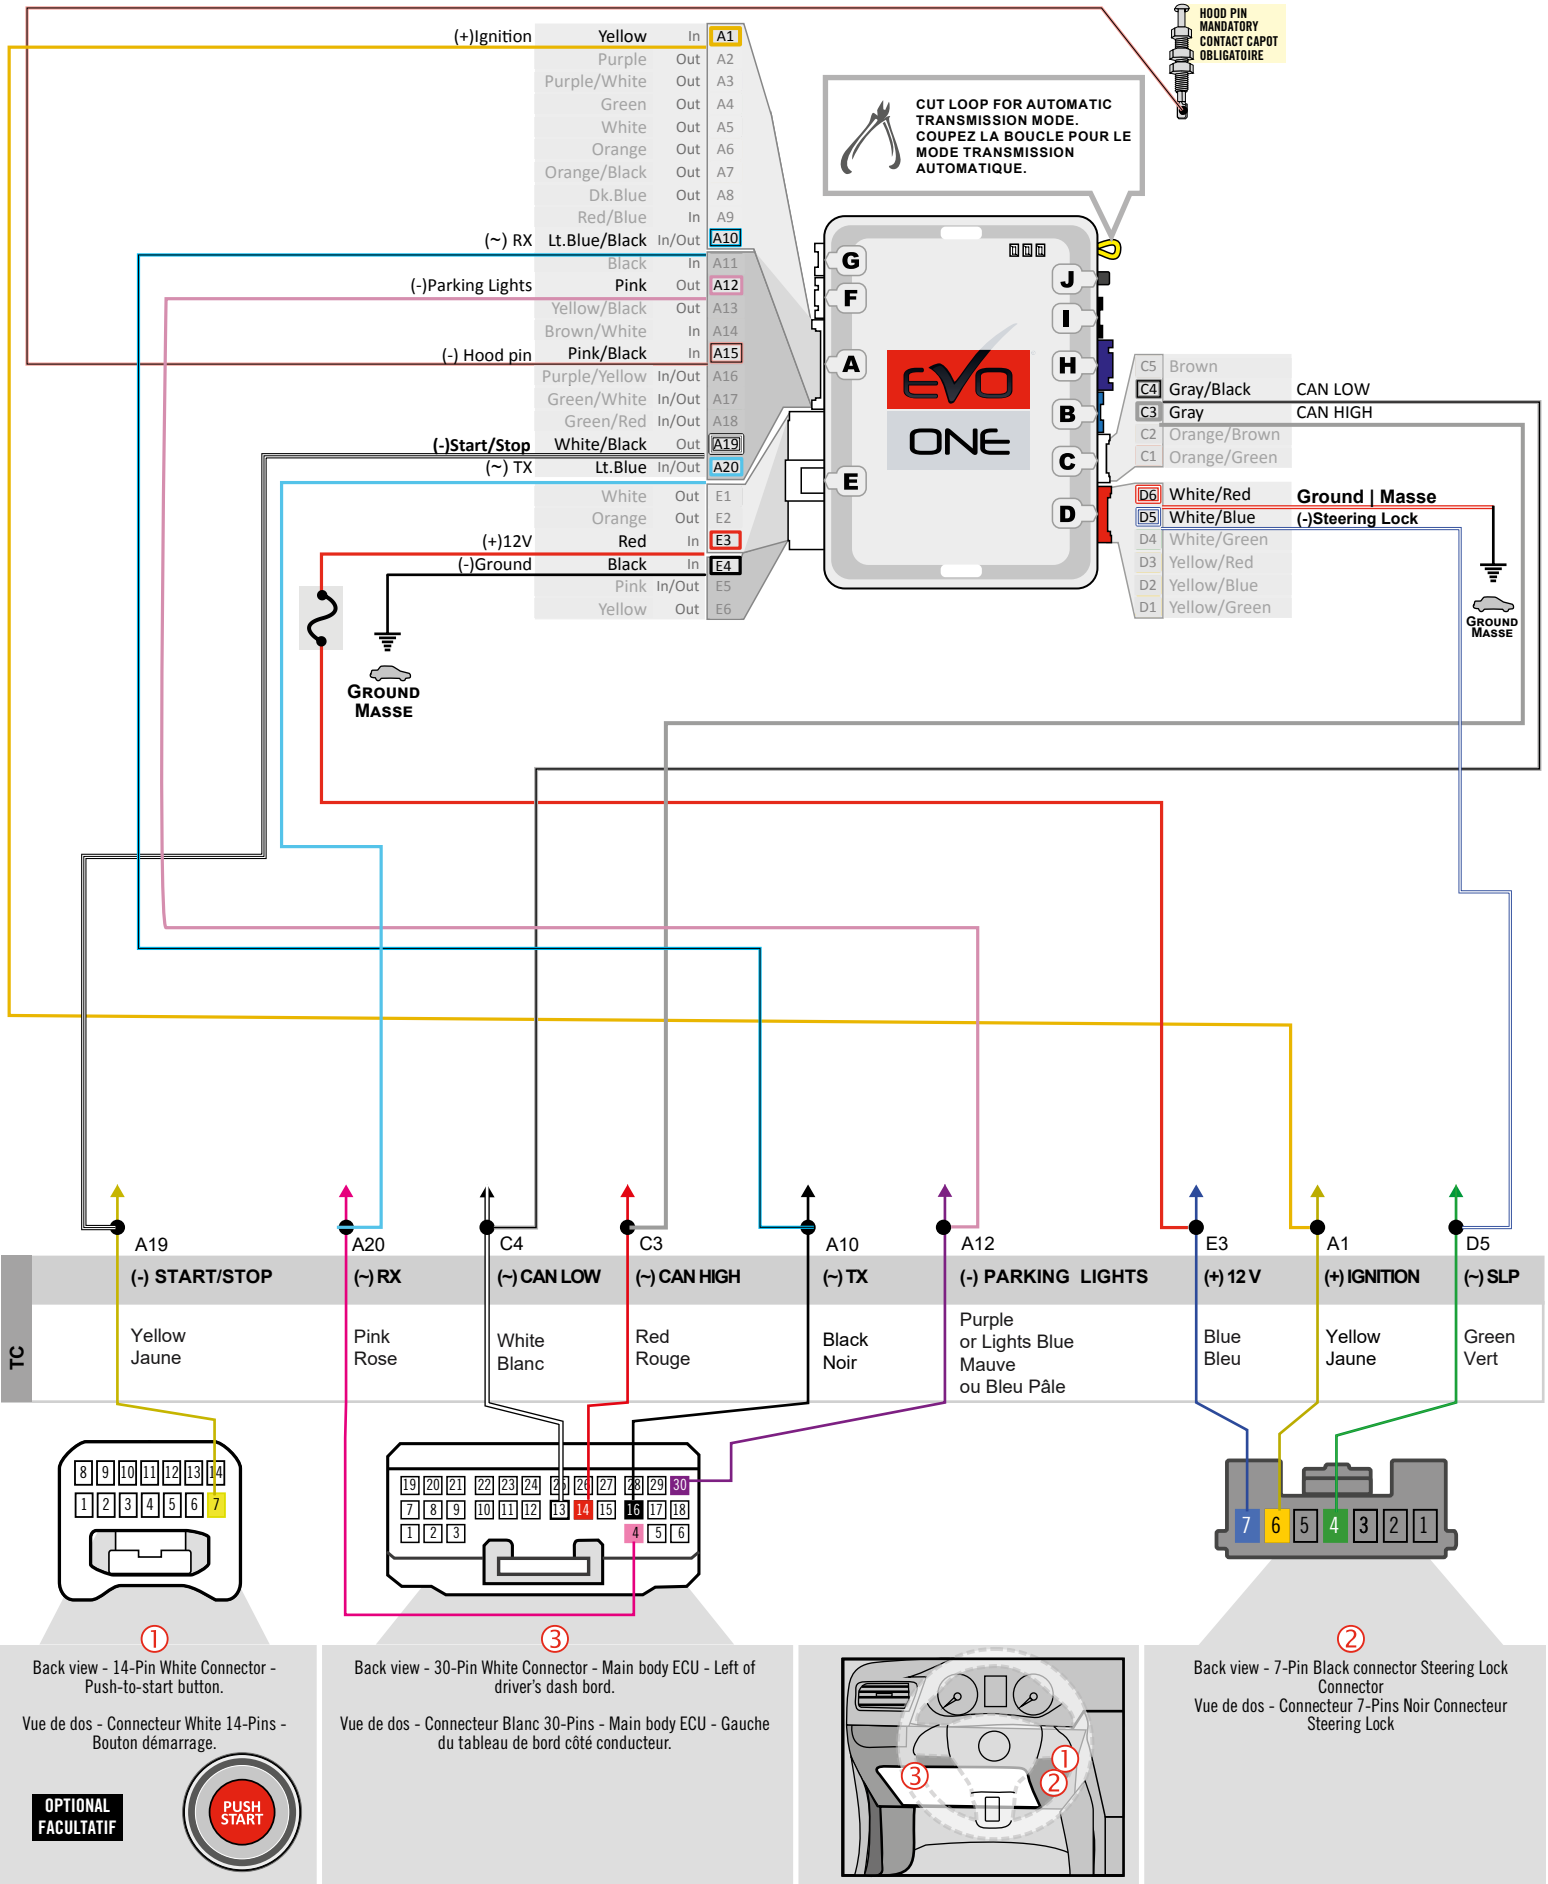 HOOD PIN
MANDATORY
CONTACT CAPOT
OBLIGATOIRE
(+)Ignition Yellow In A1
Purple Out A2
Purple/White Out A3
Green Out A4
White Out A5
Orange Out A6
Orange/Black Out A7
Dk.Blue Out A8
Red/Blue In A9
(~) RX Lt.Blue/Black In/Out A10
Black In A11
(-)Parking Lights Pink Out A12
Yellow/Black Out A13
Brown/White In A14
(-) Hood pin Pink/Black In A15
Purple/Yellow In/Out A16
Green/White In/Out A17
Green/Red In/Out A18
(-)Start/Stop White/Black Out A19
(~) TX Lt.Blue In/Out A20
White Out E1
Orange Out E2
(+)12V Red In E3
(-)Ground Black In E4
Pink In/Out E5
Yellow Out E6
CUT LOOP FOR AUTOMATIC
TRANSMISSION MODE.
COUPEZ LA BOUCLE POUR LE
MODE TRANSMISSION
AUTOMATIQUE.
G
F
A
E
J
I
H
B
C
D
EVO
ONE
C5 Brown
C4 Gray/Black CAN LOW
C3 Gray CAN HIGH
C2 Orange/Brown
C1 Orange/Green
D6 White/Red Ground | Masse
D5 White/Blue (-)Steering Lock
D4 White/Green
D3 Yellow/Red
D2 Yellow/Blue
D1 Yellow/Green
GROUND
MASSE
GROUND
MASSE
A19 A20 C4 C3 A10 A12 E3 A1 D5
(-) START/STOP (~) RX (~) CAN LOW (~) CAN HIGH (~) TX (-) PARKING LIGHTS (+) 12 V (+) IGNITION (~) SLP
TC
Yellow
Jaune
Pink
Rose
White
Blanc
Red
Rouge
Black
Noir
Purple
or Lights Blue
Mauve
ou Bleu Pâle
Blue
Bleu
Yellow
Jaune
Green
Vert
8 9 10 11 12 13 14
1 2 3 4 5 6 7
19 20 21 22 23 24 25 26 27 28 29 30
7 8 9 10 11 12 13 14 15 16 17 18
1 2 3 4 5 6
7 6 5 4 3 2 1
1
Back view - 14-Pin White Connector -
Push-to-start button.
Vue de dos - Connecteur White 14-Pins -
Bouton démarrage.
OPTIONAL
FACULTATIF
PUSH
START
3
Back view - 30-Pin White Connector - Main body ECU - Left of
driver's dash bord.
Vue de dos - Connecteur Blanc 30-Pins - Main body ECU - Gauche
du tableau de bord côté conducteur.
1
2
3
2
Back view - 7-Pin Black connector Steering Lock
Connector
Vue de dos - Connecteur 7-Pins Noir Connecteur
Steering Lock